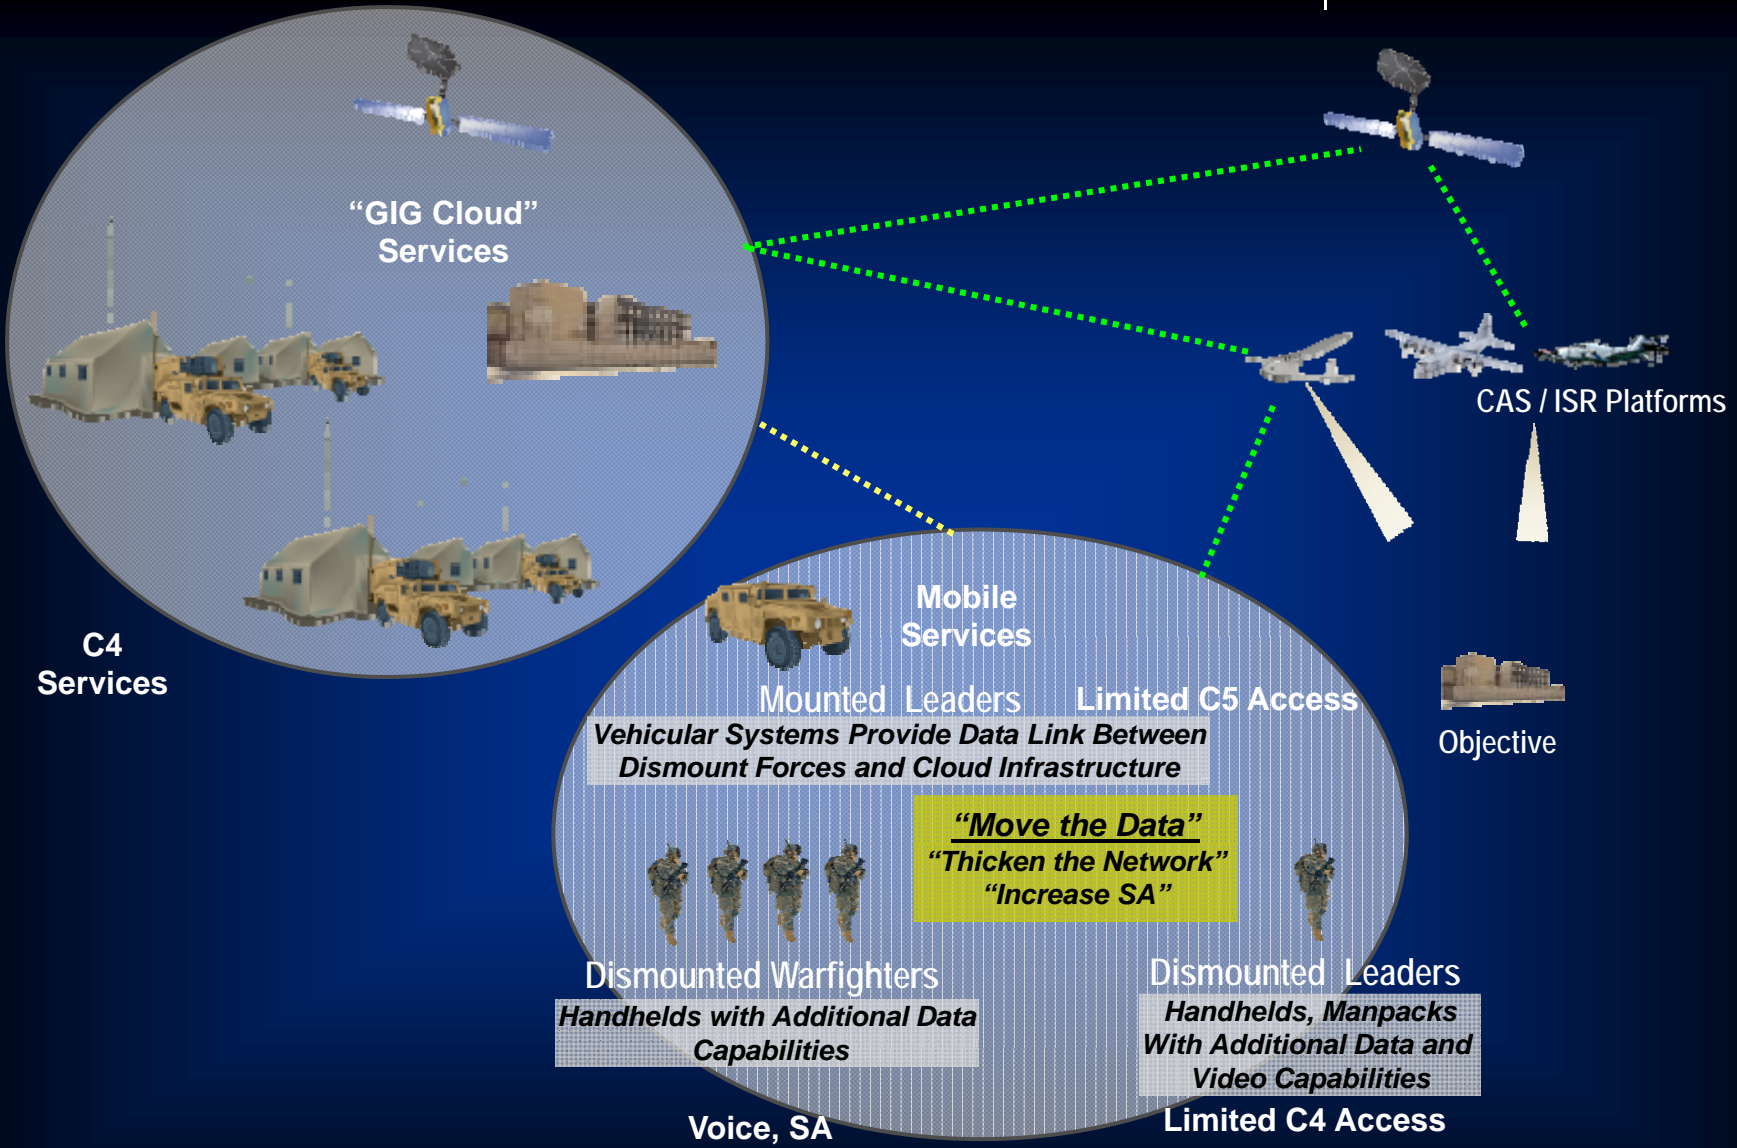 “GIG Cloud”
Services
CAS / ISR Platforms
C4
Services
Mobile
Services
Mounted Leaders
Limited C5 Access
Vehicular Systems Provide Data Link Between
Dismount Forces and Cloud Infrastructure
Objective
“Move the Data”
“Thicken the Network”
“Increase SA”
Dismounted Warfighters
Handhelds with Additional Data
Capabilities
Voice, SA
Dismounted Leaders
Handhelds, Manpacks
With Additional Data and
Video Capabilities
Limited C4 Access